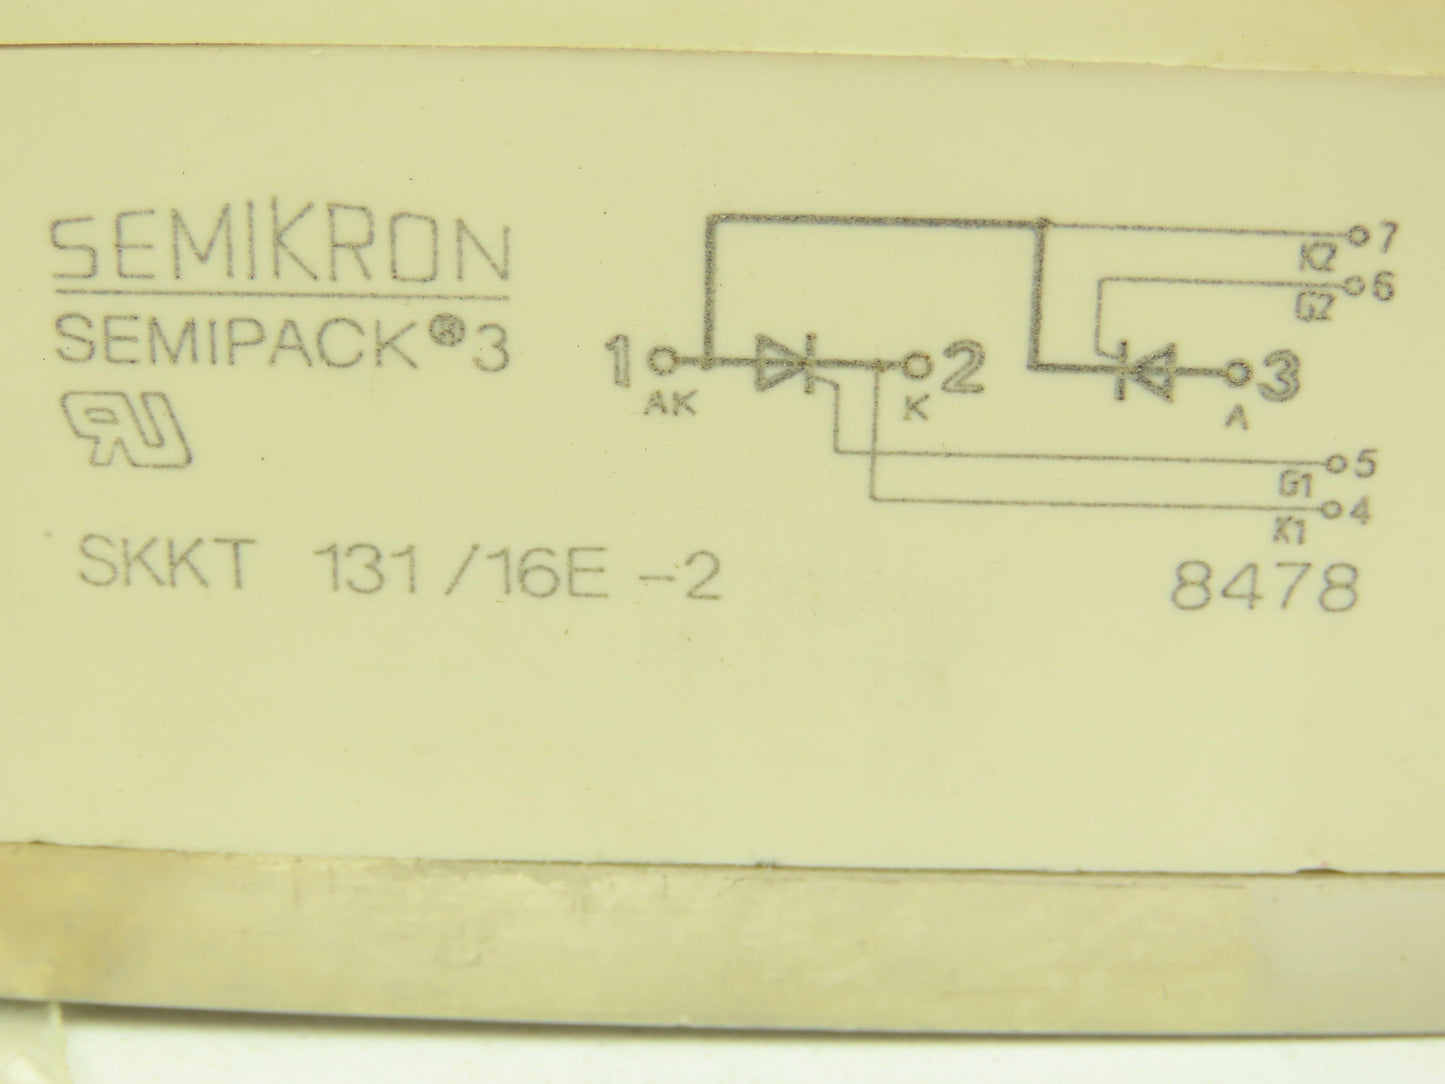 SEMIKRON
SEMIPACK® 3
RU
SKKT 131 /16E -2
1 AK
2 K
3 A
7 K2
6 G2
5 G1
4 K1
8478